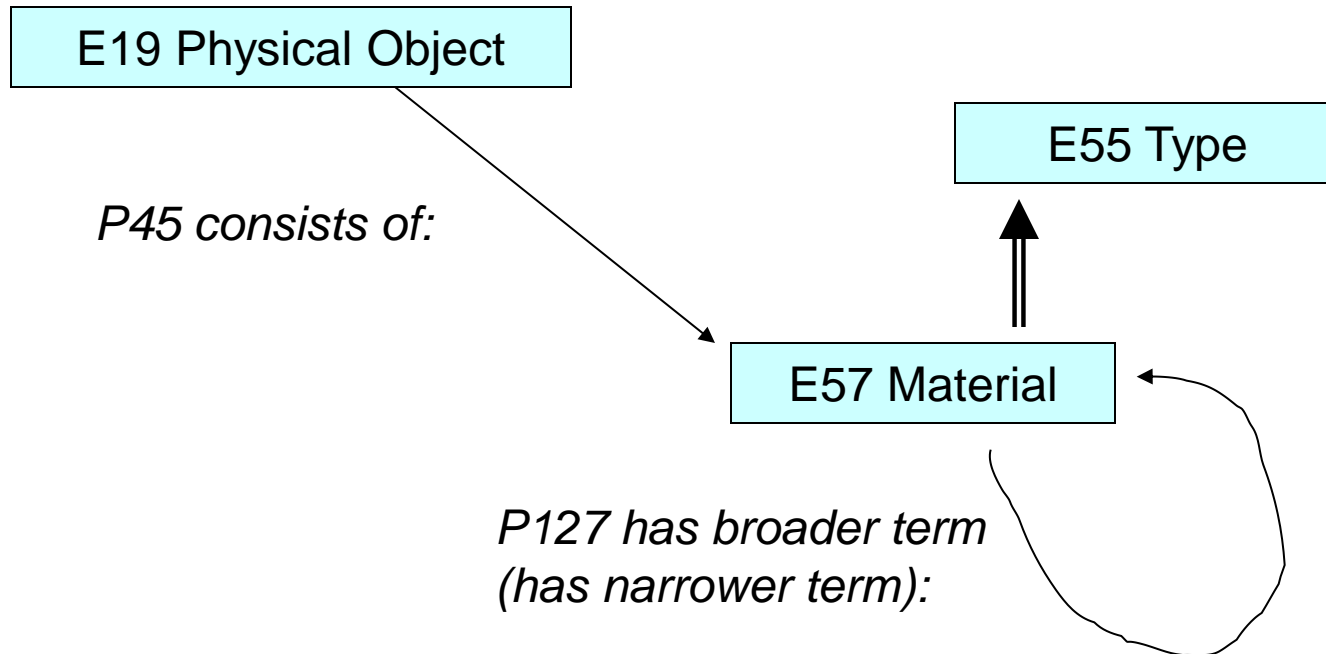 E19 Physical Object
E55 Type
P45 consists of:
E57 Material
P127 has broader term
(has narrower term):